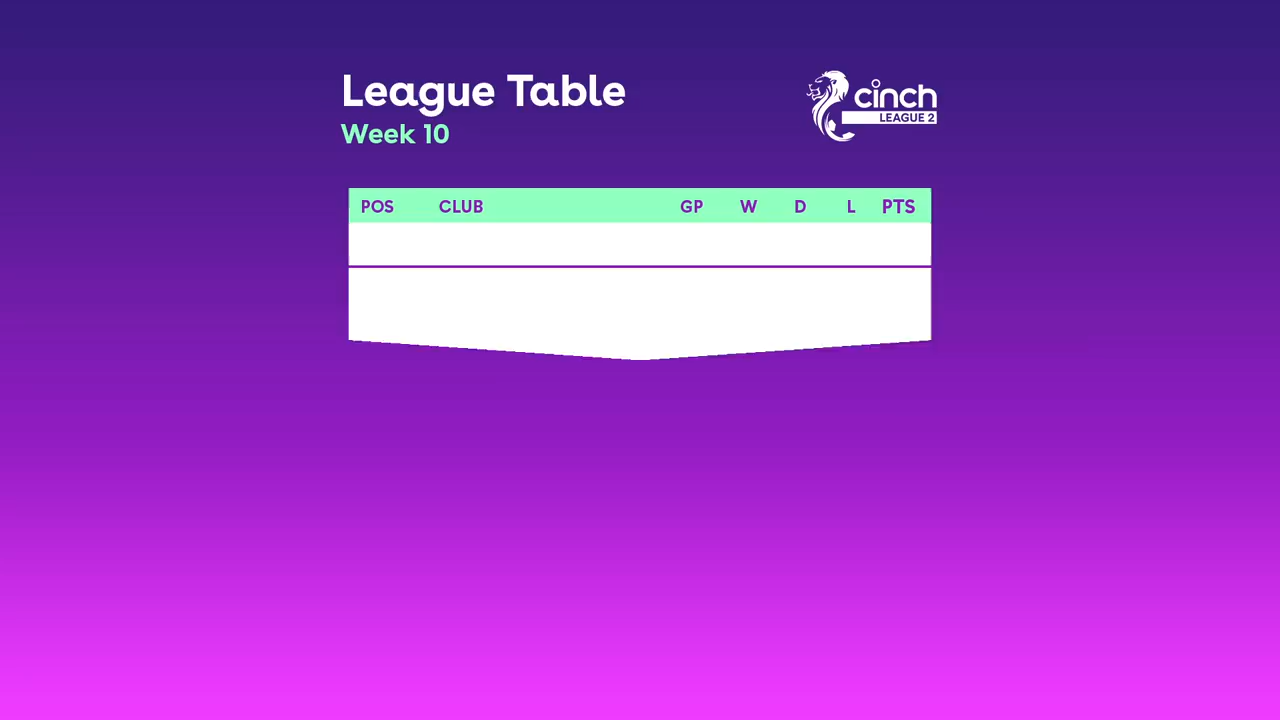 League Table
Week 10
cinch
LEAGUE 2
POS CLUB GP W D L PTS